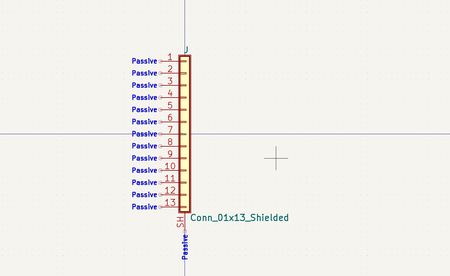 J
Passive 1
Passive 2
Passive 3
Passive 4
Passive 5
Passive 6
Passive 7
Passive 8
Passive 9
Passive 10
Passive 11
Passive 12
Passive 13
SH
Conn_01x13_Shielded
Passive